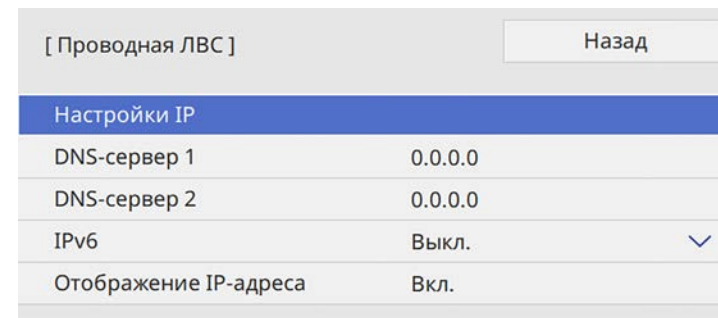 [ Проводная ЛВС ] Назад
Настройки IP
DNS-сервер 1 0.0.0.0
DNS-сервер 2 0.0.0.0
IPv6 Выкл.
Отображение IP-адреса Вкл.